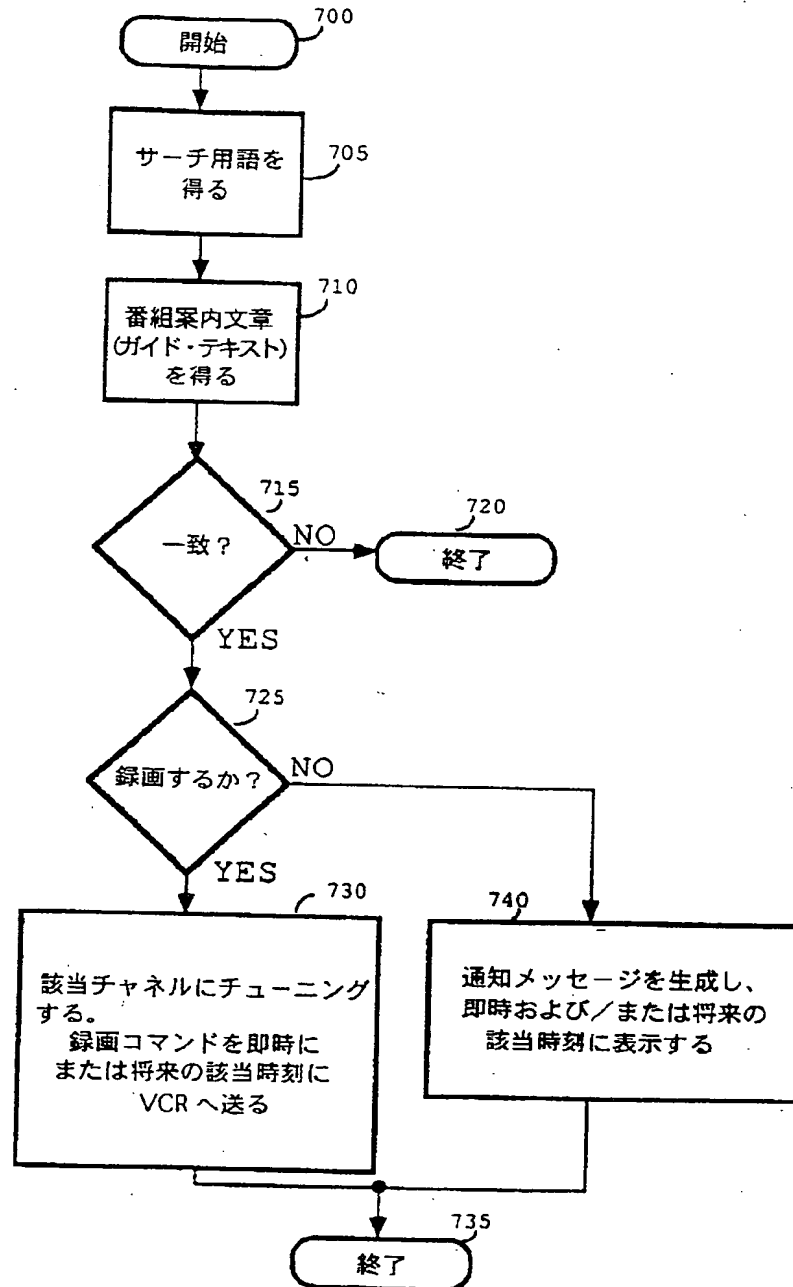 700
開始
サーチ用語を
得る
705
710
番組案内文章
(ガイド・テキスト)
を得る
715
一致?
NO
720
終了
YES
725
録画するか?
NO
YES
730
該当チャネルにチューニング
する。
録画コマンドを即時に
または将来の該当時刻に
VCR へ送る
740
通知メッセージを生成し、
即時および/または将来の
該当時刻に表示する
735
終了